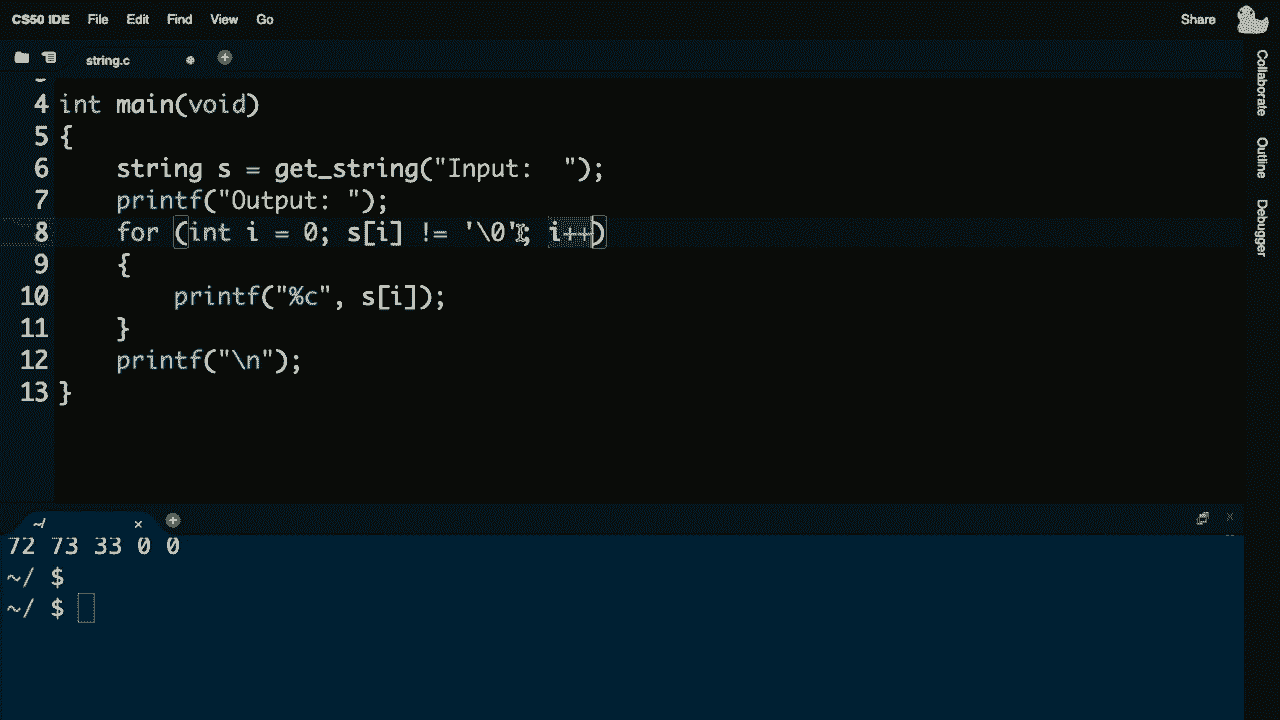 CS50 IDE File Edit Find View Go Share
string.c
4 int main(void)
5 {
6 string s = get_string("Input:  ");
7 printf("Output: ");
8 for (int i = 0; s[i] != '\0'; i++)
9 {
10 printf("%c", s[i]);
11 }
12 printf("\n");
13 }
Collaborate
Outline
Debugger
~/
72 73 33 0 0
~/ $
~/ $